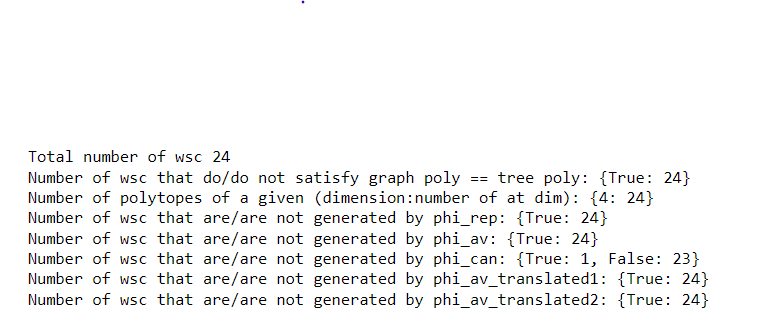 Total number of wsc 24
Number of wsc that do/do not satisfy graph poly == tree poly: {True: 24}
Number of polytopes of a given (dimension:number of at dim): {4: 24}
Number of wsc that are/are not generated by phi_rep: {True: 24}
Number of wsc that are/are not generated by phi_av: {True: 24}
Number of wsc that are/are not generated by phi_can: {True: 1, False: 23}
Number of wsc that are/are not generated by phi_av_translated1: {True: 24}
Number of wsc that are/are not generated by phi_av_translated2: {True: 24}